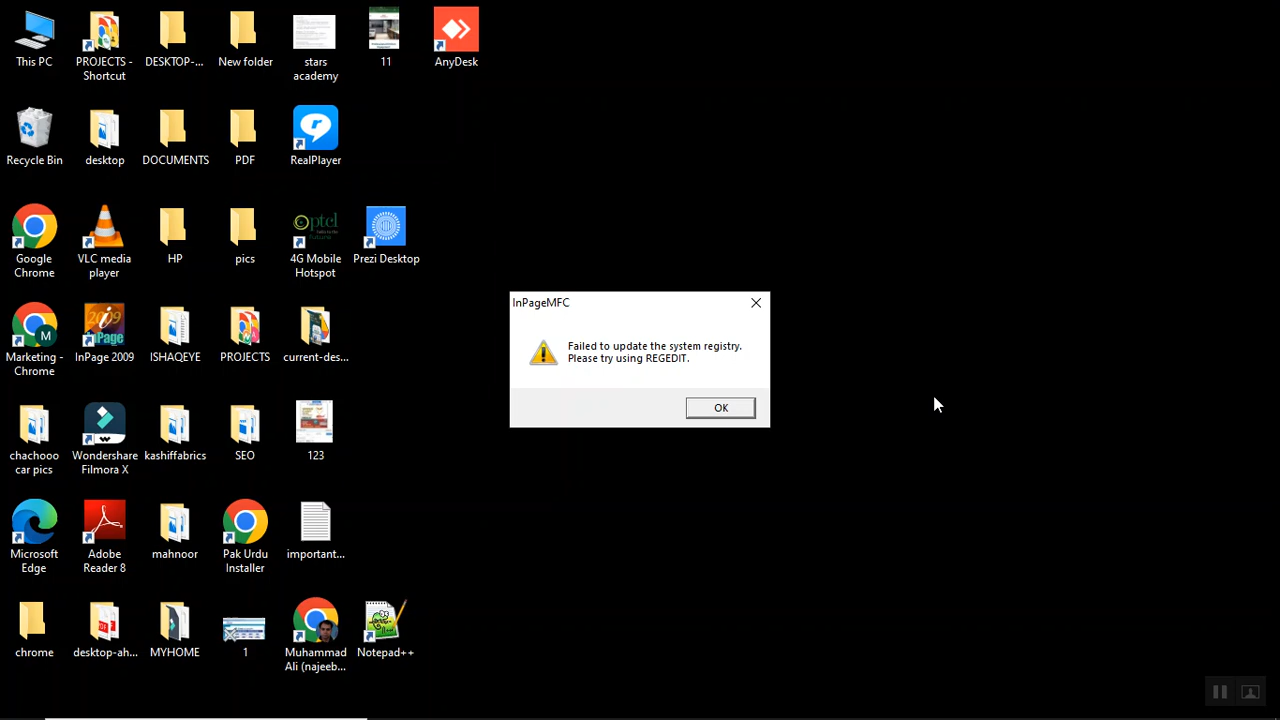 This PC
PROJECTS -
Shortcut
DESKTOP-...
New folder
stars
academy
11
AnyDesk
Recycle Bin
desktop
DOCUMENTS
PDF
RealPlayer
Google
Chrome
VLC media
player
HP
pics
ptcl
4G Mobile
Hotspot
Prezi Desktop
InPageMFC
Failed to update the system registry.
Please try using REGEDIT.
OK
M
Marketing -
Chrome
2009
InPage
InPage 2009
ISHAQEYE
PROJECTS
current-des...
chachooo
car pics
Wondershare
Filmora X
kashiffabrics
SEO
123
Microsoft
Edge
Adobe
Reader 8
mahnoor
Pak Urdu
Installer
important...
chrome
PDF
desktop-ah...
MYHOME
1
Muhammad
Ali (najeeb...
Notepad++